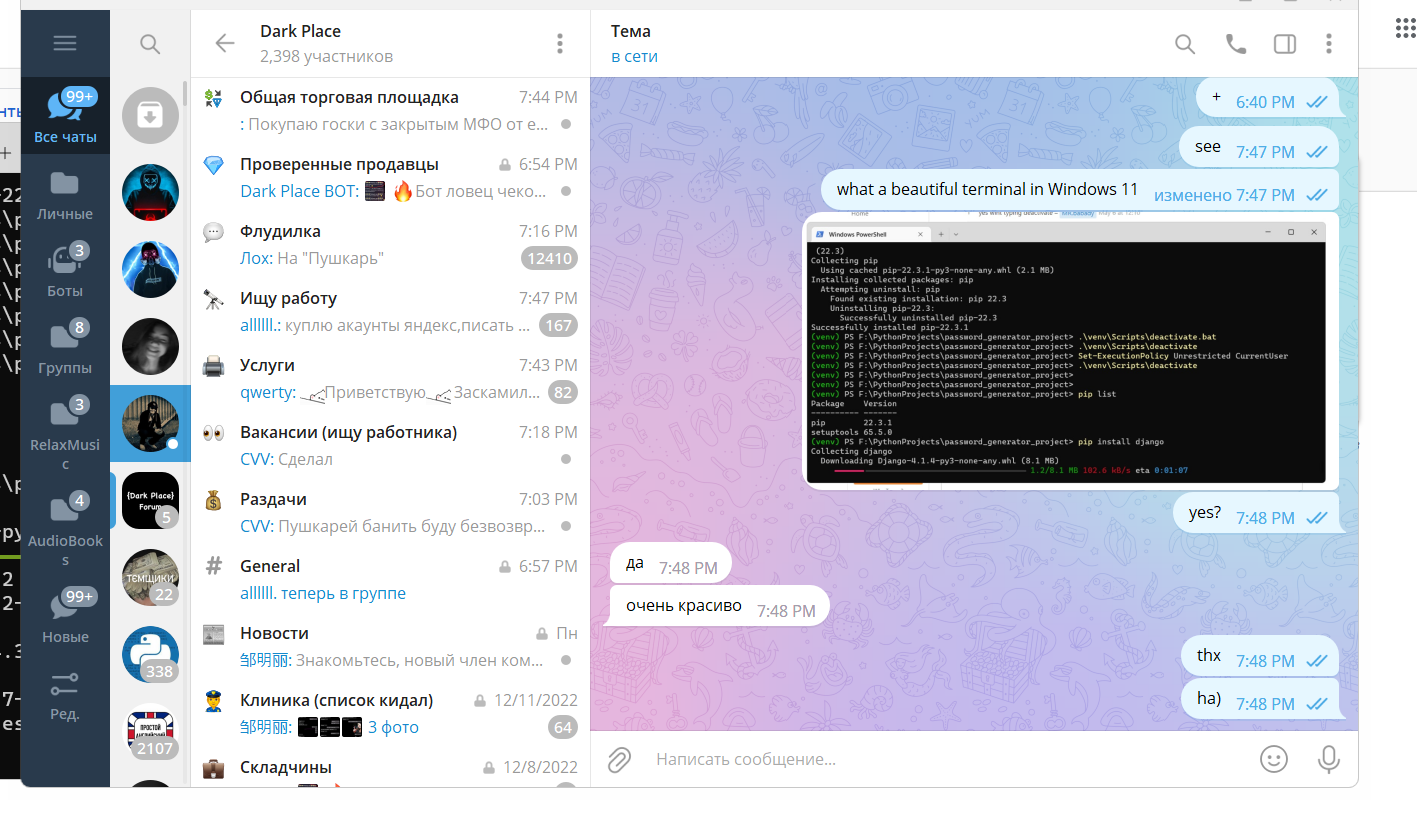 Все чаты
99+
Личные
Боты
3
Группы
8
RelaxMusi
c
3
AudioBook
s
4
Новые
99+
Ред.
{Dark Place}
Forum
5
ТЕМЩИКИ
22
338
ПРОСТОЙ
АНГЛИЙСКИЙ
2107
Dark Place
2,398 участников
Общая торговая площадка 7:44 PM
: Покупаю госки с закрытым МФО от е...
Проверенные продавцы 6:54 PM
Dark Place BOT: 🔥Бот ловец чеко...
Флудилка 7:16 PM
Лох: На "Пушкарь" 12410
Ищу работу 7:47 PM
allllll.: куплю акаунты яндекс,писать ... 167
Услуги 7:43 PM
qwerty: Приветствую Заскамил... 82
Вакансии (ищу работника) 7:18 PM
CVV: Сделал
Раздачи 7:03 PM
CVV: Пушкарей банить буду безвозвр...
# General 6:57 PM
allllll. теперь в группе
Новости Пн
邹明丽: Знакомьтесь, новый член ком...
Клиника (список кидал) 12/11/2022
邹明丽: 3 фото 64
Складчины 12/8/2022
Тема
в сети
+ 6:40 PM
see 7:47 PM
what a beautiful terminal in Windows 11 изменено 7:47 PM
Home
Windows PowerShell
(22.3)
Collecting pip
Using cached pip-22.3.1-py3-none-any.whl (2.1 MB)
Installing collected packages: pip
Attempting uninstall: pip
Found existing installation: pip 22.3
Uninstalling pip-22.3:
Successfully uninstalled pip-22.3
Successfully installed pip-22.3.1
(venv) PS F:\PythonProjects\password_generator_project> .\venv\Scripts\deactivate.bat
(venv) PS F:\PythonProjects\password_generator_project> .\venv\Scripts\deactivate
(venv) PS F:\PythonProjects\password_generator_project> Set-ExecutionPolicy Unrestricted CurrentUser
(venv) PS F:\PythonProjects\password_generator_project> .\venv\Scripts\deactivate
(venv) PS F:\PythonProjects\password_generator_project>
(venv) PS F:\PythonProjects\password_generator_project>
(venv) PS F:\PythonProjects\password_generator_project> pip list
Package Version
---------- -------
pip 22.3.1
setuptools 65.5.0
(venv) PS F:\PythonProjects\password_generator_project> pip install django
Collecting django
Downloading Django-4.1.4-py3-none-any.whl (8.1 MB)
1.2/8.1 MB 102.6 kB/s eta 0:01:07
yes? 7:48 PM
да 7:48 PM
очень красиво 7:48 PM
thx 7:48 PM
ha) 7:48 PM
Написать сообщение...